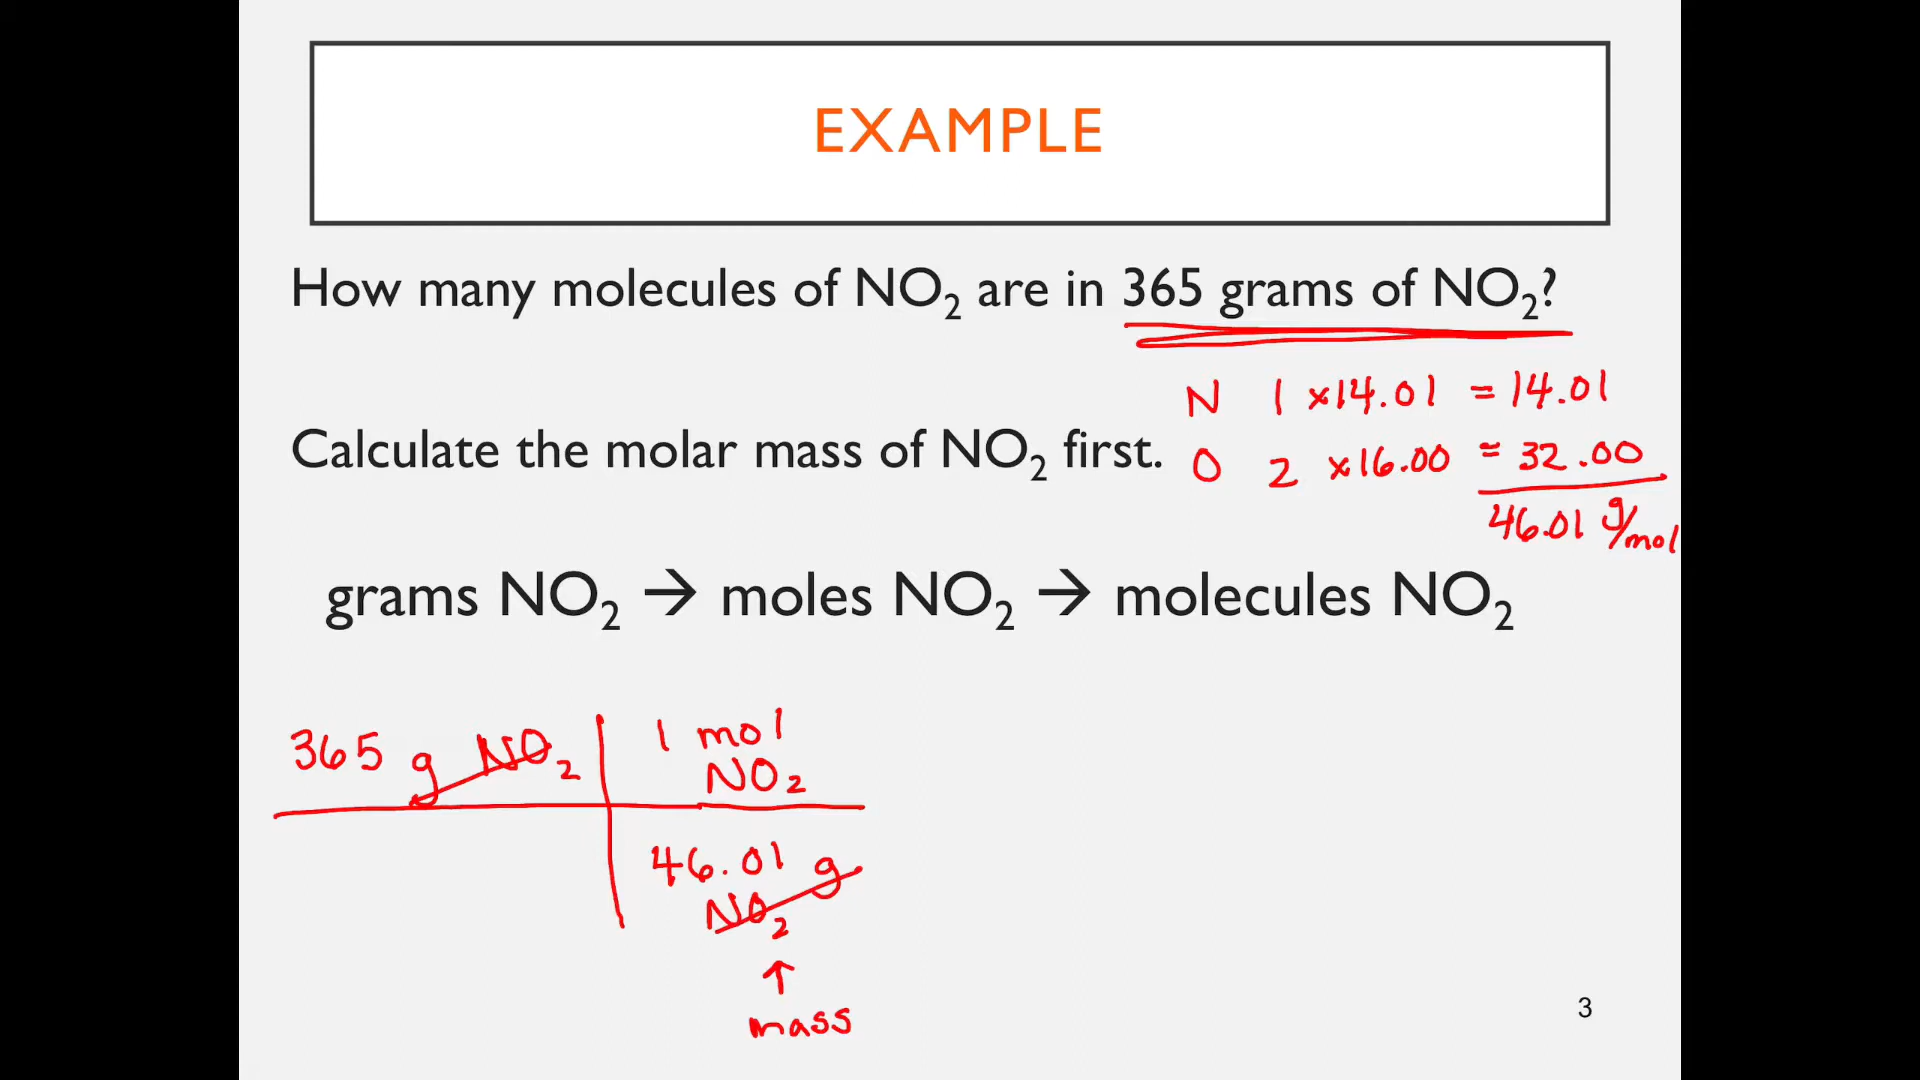 EXAMPLE
How many molecules of NO₂ are in 365 grams of NO₂?
N 1 ×14.01 = 14.01
Calculate the molar mass of NO₂ first.
O 2 ×16.00 = 32.00
46.01 g/mol
grams NO₂ → moles NO₂ → molecules NO₂
365 g NO₂
1 mol
NO₂
46.01 g
NO₂
↑
mass
3